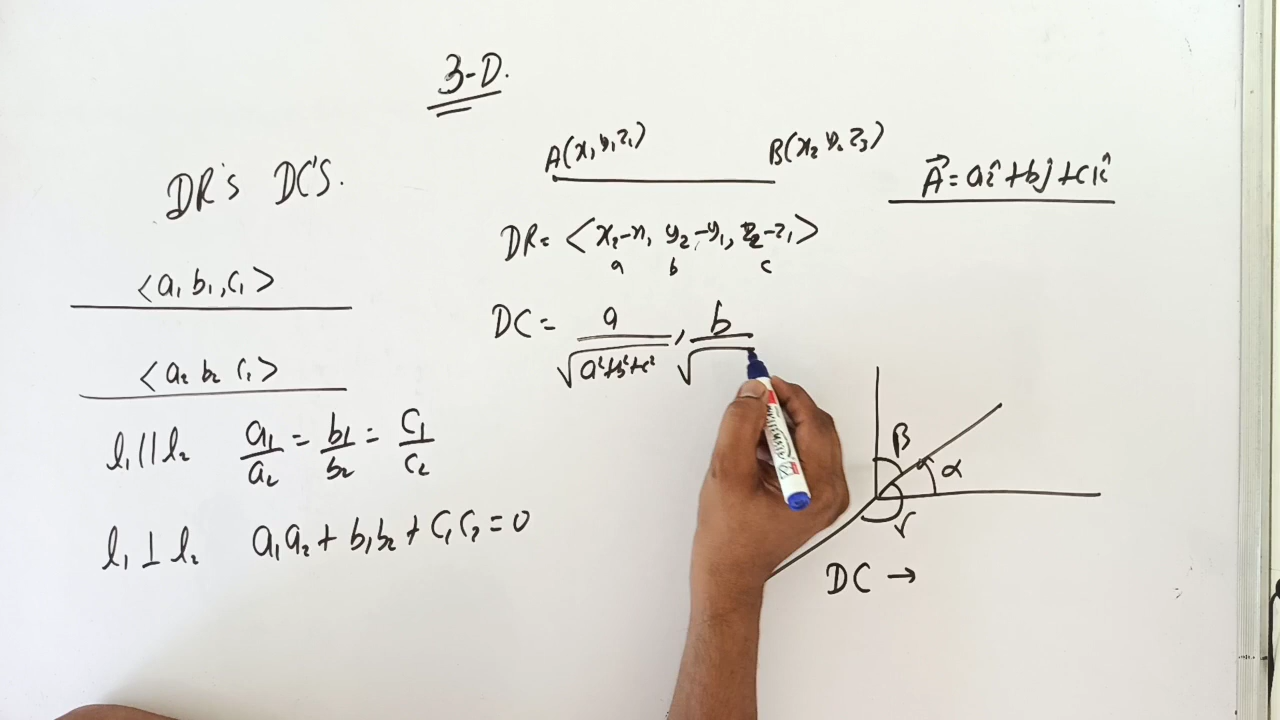 3-D.
DR's DC'S.
<a₁ b₁, c₁>
<a₂ b₂ c₂>
l₁ || l₂ a₁/a₂ = b₁/b₂ = c₁/c₂
l₁ ⊥ l₂ a₁a₂ + b₁b₂ + c₁c₂ = 0
A(x₁ y₁ z₁) B(x₂ y₂ z₃)
DR = <x₂-x₁, y₂-y₁, z₂-z₁>
a b c
DC = a/√(a²+b²+c²) , b/√
A⃗ = aî + bj + ck̂
β
α
γ
DC →